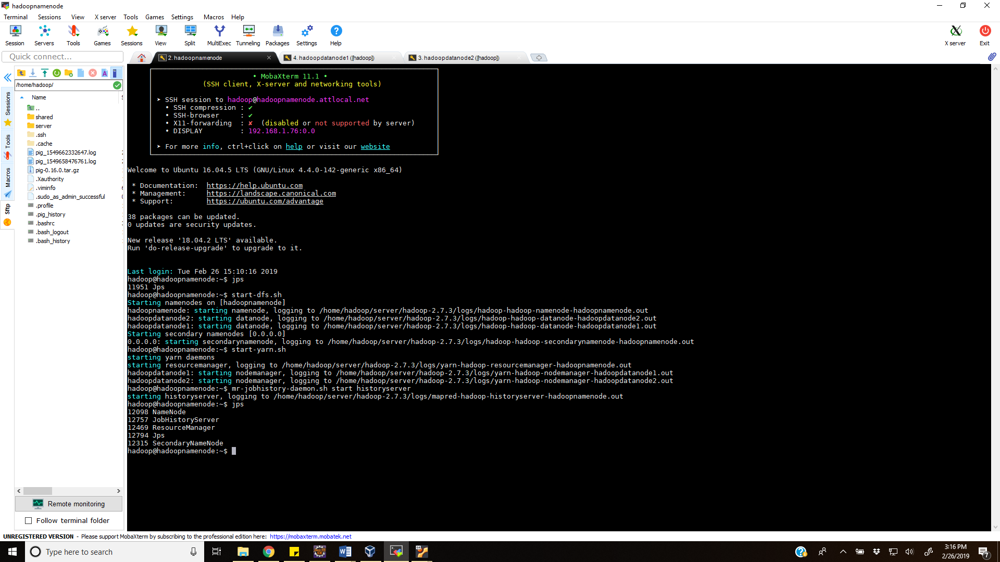 hadoopnamenode
Terminal Sessions View X server Tools Games Settings Macros Help
Session Servers Tools Games Sessions View Split MultiExec Tunneling Packages Settings Help X server Exit
Quick connect...
2. hadoopnamenode
4. hadoopdatanode1 ([hadoop])
3. hadoopdatanode2 ([hadoop])
/home/hadoop/
Name
Sessions
Tools
Macros
Sftp
..
shared
server
.ssh
.cache
pig_1549662332647.log
pig_1549658476761.log
pig-0.16.0.tar.gz
.Xauthority
.viminfo
.sudo_as_admin_successful
.profile
.pig_history
.bashrc
.bash_logout
.bash_history
Remote monitoring
Follow terminal folder
• MobaXterm 11.1 •
(SSH client, X-server and networking tools)
➤ SSH session to hadoop@hadoopnamenode.attlocal.net
• SSH compression : ✔
• SSH-browser : ✔
• X11-forwarding : ✘ (disabled or not supported by server)
• DISPLAY : 192.168.1.76:0.0
➤ For more info, ctrl+click on help or visit our website
Welcome to Ubuntu 16.04.5 LTS (GNU/Linux 4.4.0-142-generic x86_64)
* Documentation: https://help.ubuntu.com
* Management: https://landscape.canonical.com
* Support: https://ubuntu.com/advantage
38 packages can be updated.
0 updates are security updates.
New release '18.04.2 LTS' available.
Run 'do-release-upgrade' to upgrade to it.
Last login: Tue Feb 26 15:10:16 2019
hadoop@hadoopnamenode:~$ jps
11951 Jps
hadoop@hadoopnamenode:~$ start-dfs.sh
Starting namenodes on [hadoopnamenode]
hadoopnamenode: starting namenode, logging to /home/hadoop/server/hadoop-2.7.3/logs/hadoop-hadoop-namenode-hadoopnamenode.out
hadoopdatanode2: starting datanode, logging to /home/hadoop/server/hadoop-2.7.3/logs/hadoop-hadoop-datanode-hadoopdatanode2.out
hadoopdatanode1: starting datanode, logging to /home/hadoop/server/hadoop-2.7.3/logs/hadoop-hadoop-datanode-hadoopdatanode1.out
Starting secondary namenodes [0.0.0.0]
0.0.0.0: starting secondarynamenode, logging to /home/hadoop/server/hadoop-2.7.3/logs/hadoop-hadoop-secondarynamenode-hadoopnamenode.out
hadoop@hadoopnamenode:~$ start-yarn.sh
starting yarn daemons
starting resourcemanager, logging to /home/hadoop/server/hadoop-2.7.3/logs/yarn-hadoop-resourcemanager-hadoopnamenode.out
hadoopdatanode1: starting nodemanager, logging to /home/hadoop/server/hadoop-2.7.3/logs/yarn-hadoop-nodemanager-hadoopdatanode1.out
hadoopdatanode2: starting nodemanager, logging to /home/hadoop/server/hadoop-2.7.3/logs/yarn-hadoop-nodemanager-hadoopdatanode2.out
hadoop@hadoopnamenode:~$ mr-jobhistory-daemon.sh start historyserver
starting historyserver, logging to /home/hadoop/server/hadoop-2.7.3/logs/mapred-hadoop-historyserver-hadoopnamenode.out
hadoop@hadoopnamenode:~$ jps
12098 NameNode
12757 JobHistoryServer
12469 ResourceManager
12794 Jps
12315 SecondaryNameNode
hadoop@hadoopnamenode:~$
UNREGISTERED VERSION - Please support MobaXterm by subscribing to the professional edition here: https://mobaxterm.mobatek.net
Type here to search
3:16 PM
2/26/2019
7